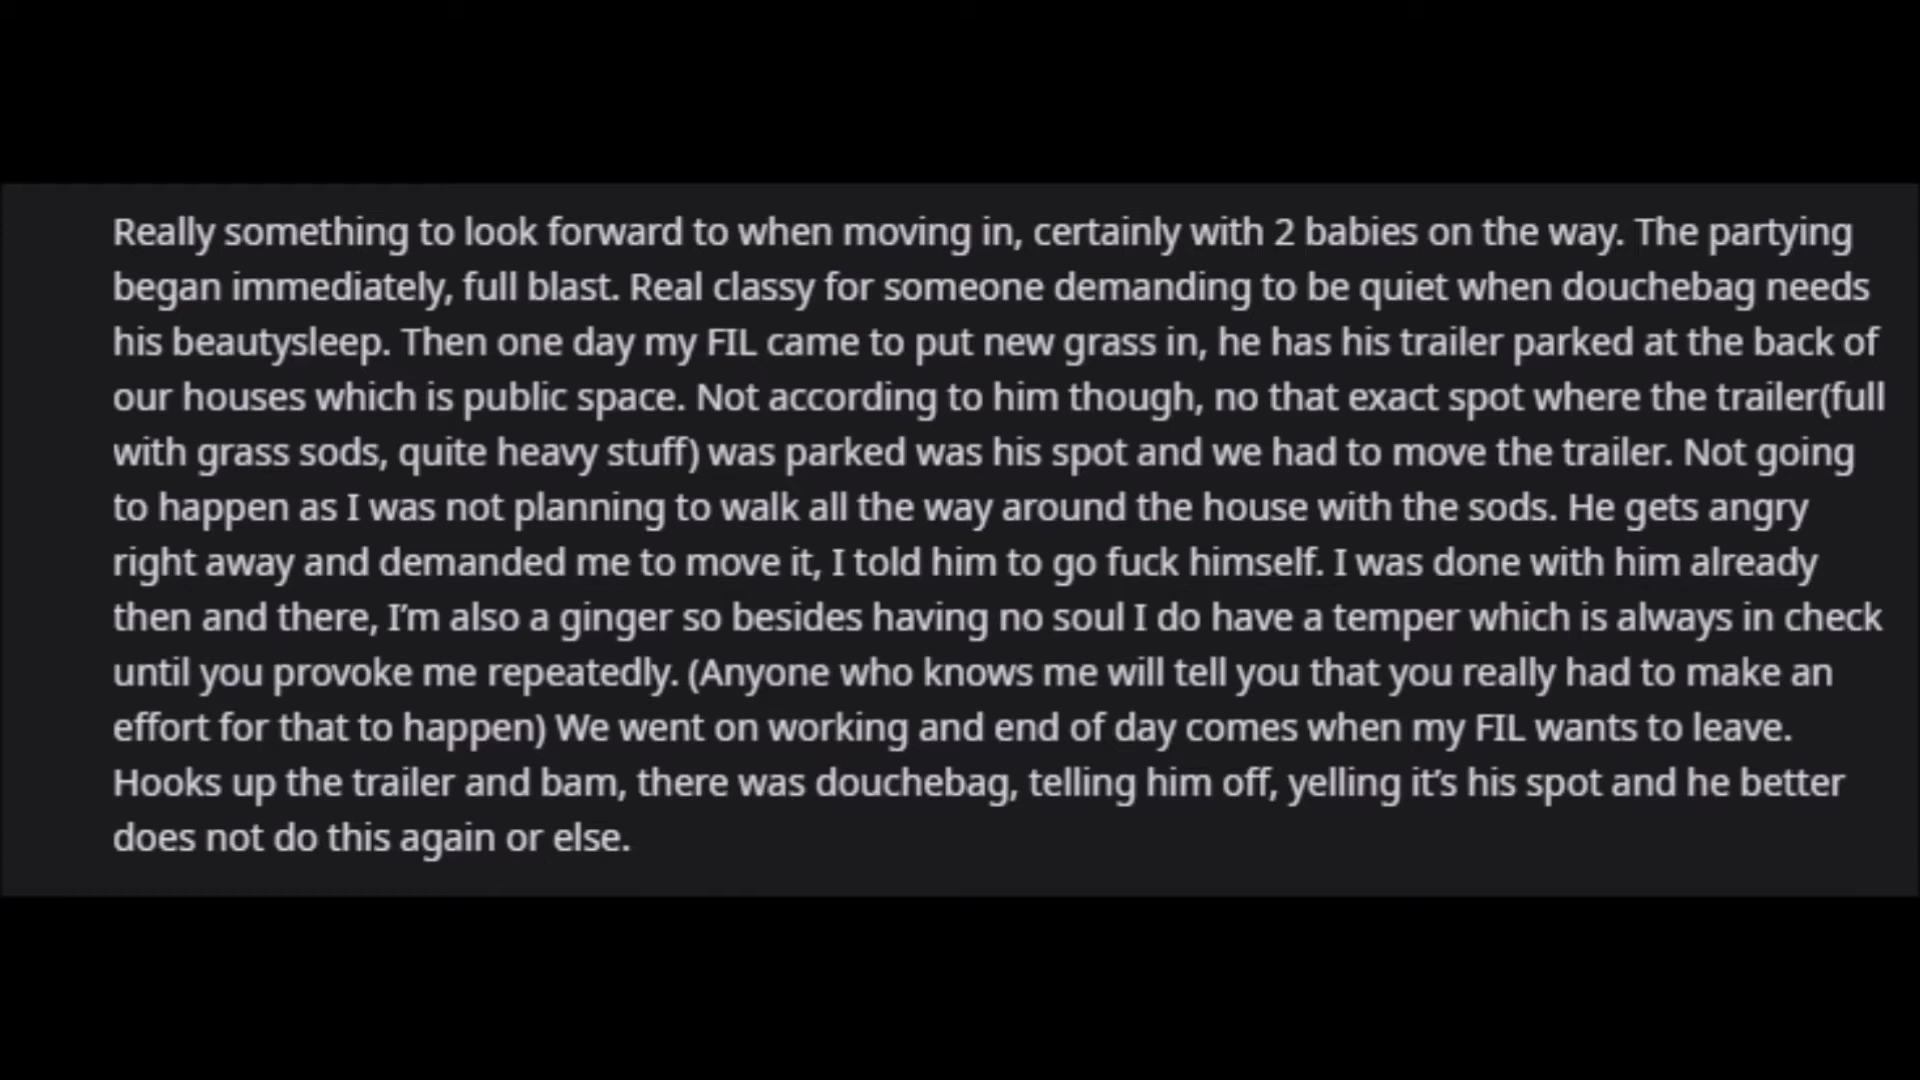 Really something to look forward to when moving in, certainly with 2 babies on the way. The partying
began immediately, full blast. Real classy for someone demanding to be quiet when douchebag needs
his beautysleep. Then one day my FIL came to put new grass in, he has his trailer parked at the back of
our houses which is public space. Not according to him though, no that exact spot where the trailer(full
with grass sods, quite heavy stuff) was parked was his spot and we had to move the trailer. Not going
to happen as I was not planning to walk all the way around the house with the sods. He gets angry
right away and demanded me to move it, I told him to go fuck himself. I was done with him already
then and there, I’m also a ginger so besides having no soul I do have a temper which is always in check
until you provoke me repeatedly. (Anyone who knows me will tell you that you really had to make an
effort for that to happen) We went on working and end of day comes when my FIL wants to leave.
Hooks up the trailer and bam, there was douchebag, telling him off, yelling it’s his spot and he better
does not do this again or else.